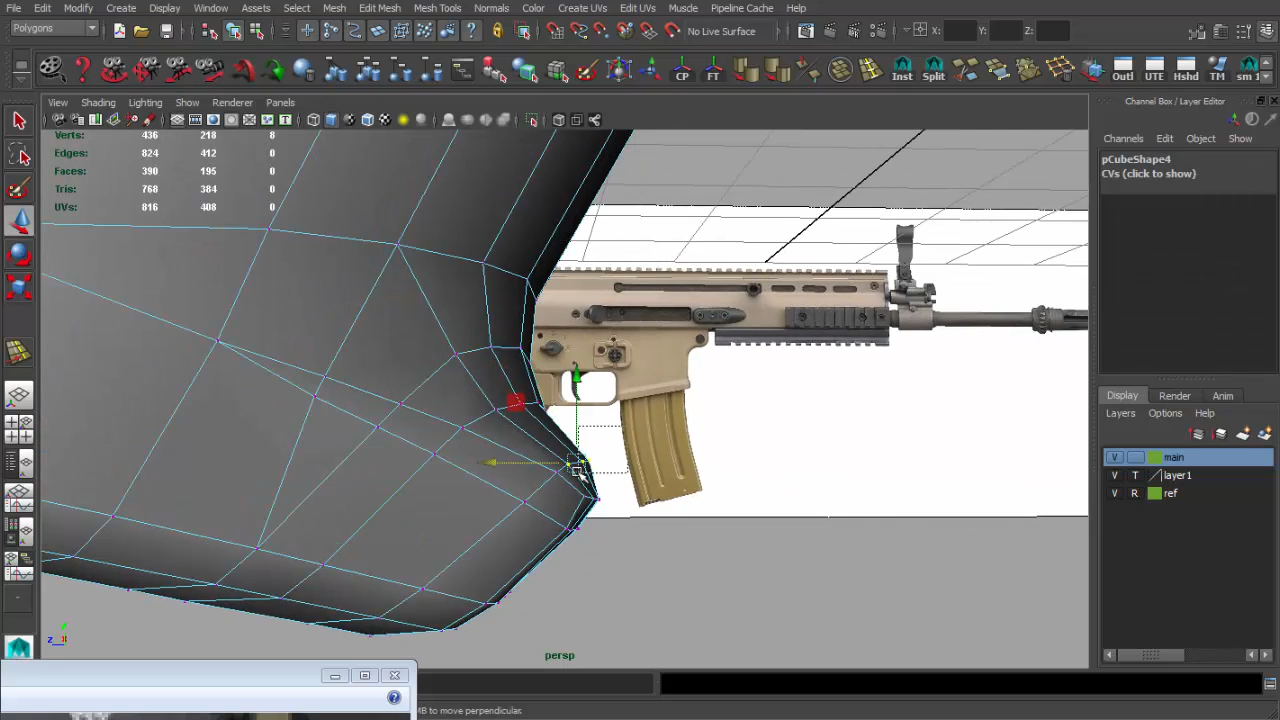 File Edit Modify Create Display Window Assets Select Mesh Edit Mesh Mesh Tools Normals Color Create UVs Edit UVs Muscle Pipeline Cache Help
Polygons No Live Surface X: Y: Z:
CP FT Inst Split Outl UTE Hshd TM sm 1
View Shading Lighting Show Renderer Panels
Channel Box / Layer Editor
Channels Edit Object Show
Verts: 436 218 8
Edges: 824 412 0
Faces: 390 195 0
Tris: 768 384 0
UVs: 816 408 0
pCubeShape4
CVs (click to show)
Display Render Anim
Layers Options Help
V main
V T layer1
V R ref
persp
z
MB to move perpendicular.